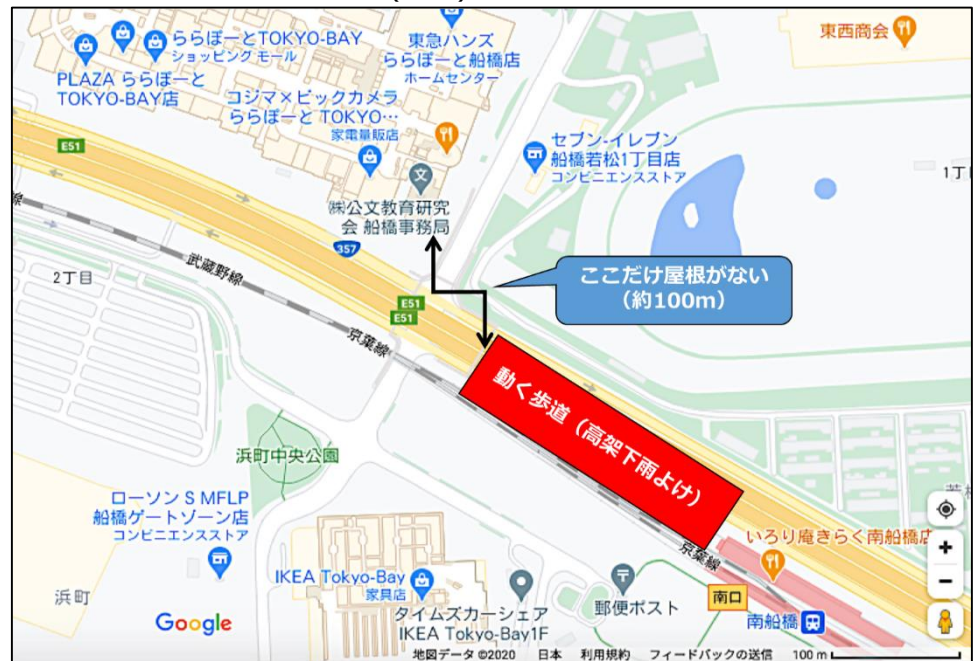 ららぽーとTOKYO-BAY
ショッピング モール
東急ハンズ
ららぽーと船橋店
ホームセンター
東西商会
PLAZA ららぽーと
TOKYO-BAY店
コジマ×ビックカメラ
ららぽーと TOKYO…
家電量販店
E51
セブン-イレブン
船橋若松1丁目店
コンビニエンスストア
1丁
㈱公文教育研究
会 船橋事務局
357
武蔵野線
2丁目
ここだけ屋根がない
（約100m）
E51
E51
京葉線
動く歩道（高架下雨よけ）
浜町中央公園
ローソン S MFLP
船橋ゲートゾーン店
コンビニエンスストア
いろり庵きらく南船橋店
京葉線
IKEA Tokyo-Bay
家具店
浜町
タイムズカーシェア
IKEA Tokyo-Bay1F
郵便ポスト
南口
南船橋
Google
地図データ ©2020 日本 利用規約 フィードバックの送信 100 m